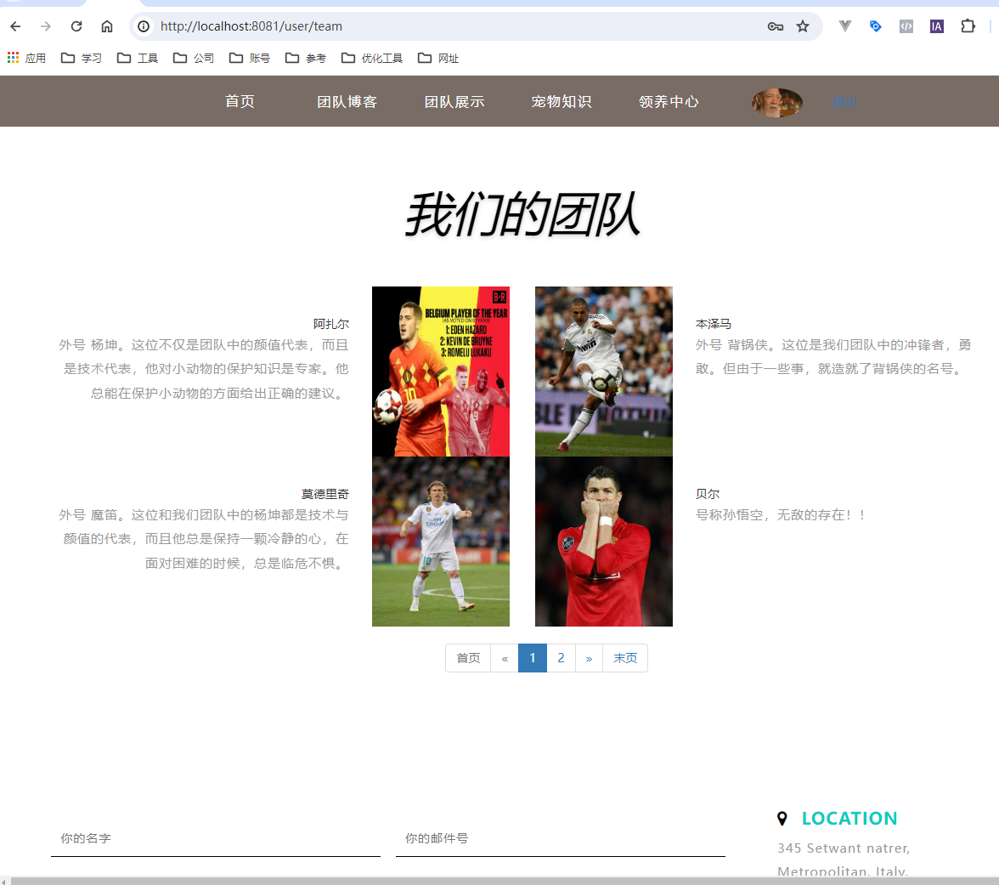 http://localhost:8081/user/team
应用 学习 工具 公司 账号 参考 优化工具 网址
首页 团队博客 团队展示 宠物知识 领养中心 退出
我们的团队
阿扎尔
外号 杨坤。这位不仅是团队中的颜值代表，而且
是技术代表，他对小动物的保护知识是专家。他
总能在保护小动物的方面给出正确的建议。
B/R
BELGIUM PLAYER OF THE YEAR
(AS VOTED ON BY FANS)
1: EDEN HAZARD
2: KEVIN DE BRUYNE
3: ROMELU LUKAKU
10
bwin
本泽马
外号 背锅侠。这位是我们团队中的冲锋者，勇
敢。但由于一些事，就造就了背锅侠的名号。
莫德里奇
外号 魔笛。这位和我们团队中的杨坤都是技术与
颜值的代表，而且他总是保持一颗冷静的心，在
面对困难的时候，总是临危不惧。
10
贝尔
号称孙悟空，无敌的存在！！
首页 « 1 2 » 末页
你的名字 你的邮件号
LOCATION
345 Setwant natrer,
Metropolitan, Italy.